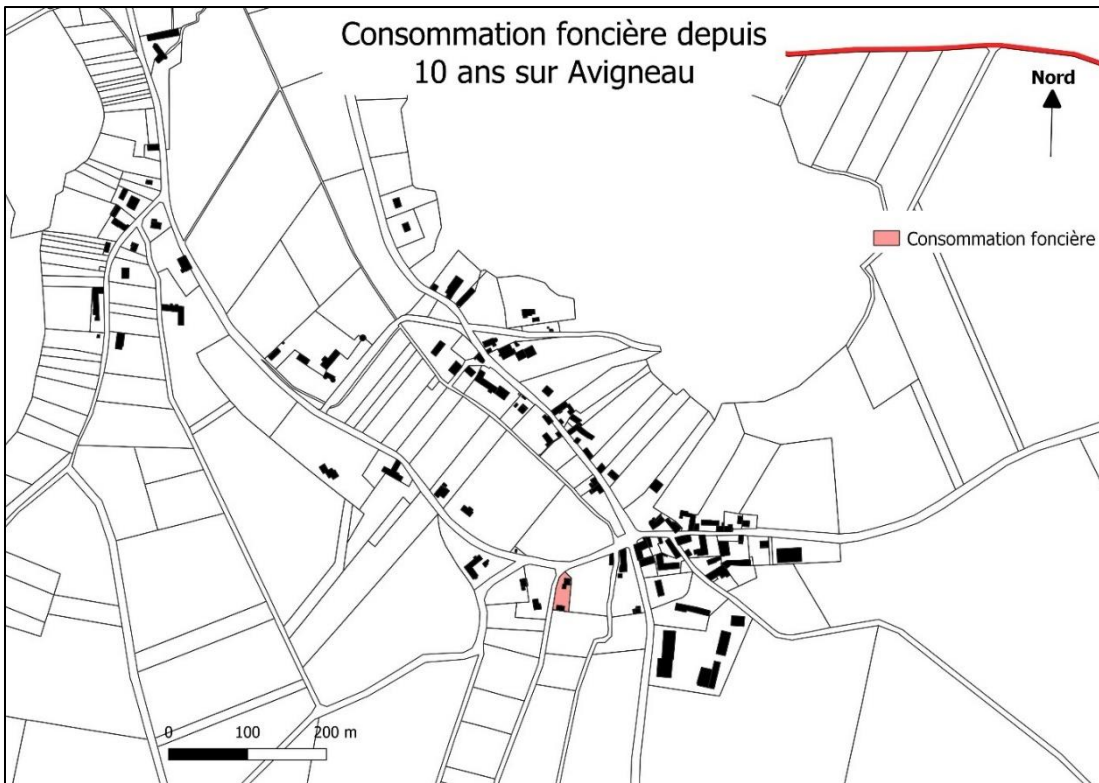 Consommation foncière depuis
10 ans sur Avigneau
Nord
Consommation foncière
0 100 200 m